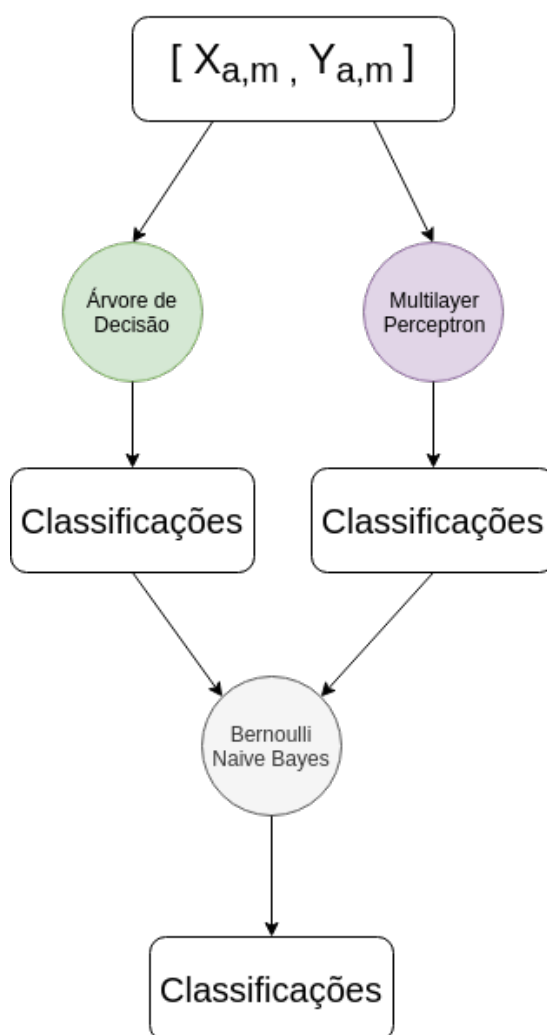 [ Xa,m , Ya,m ]
Árvore de
Decisão
Multilayer
Perceptron
Classificações
Classificações
Bernoulli
Naive Bayes
Classificações